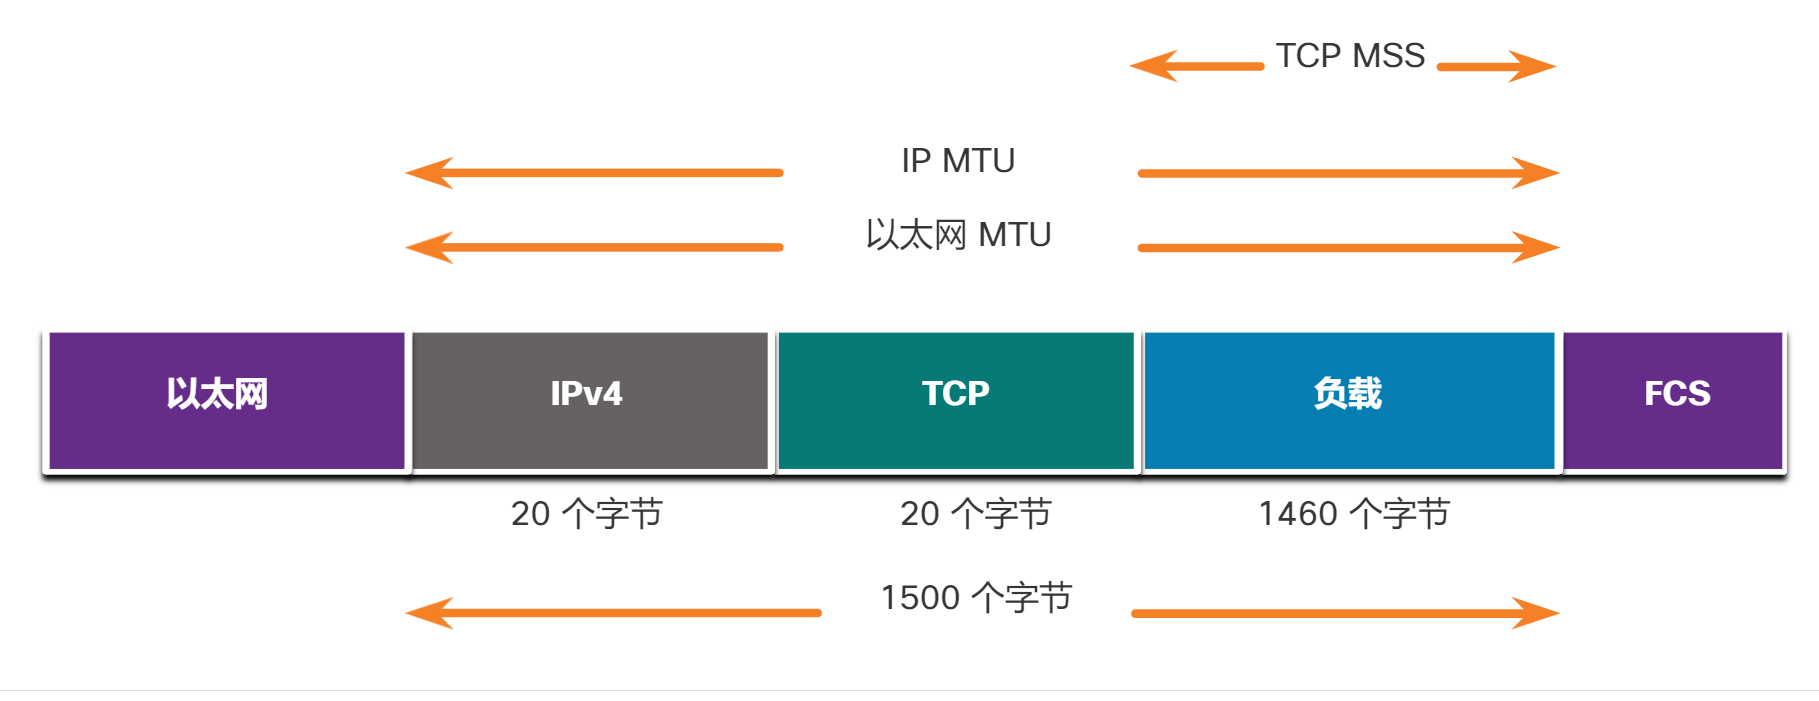 TCP MSS
IP MTU
以太网 MTU
以太网 IPv4 TCP 负载 FCS
20 个字节 20 个字节 1460 个字节
1500 个字节